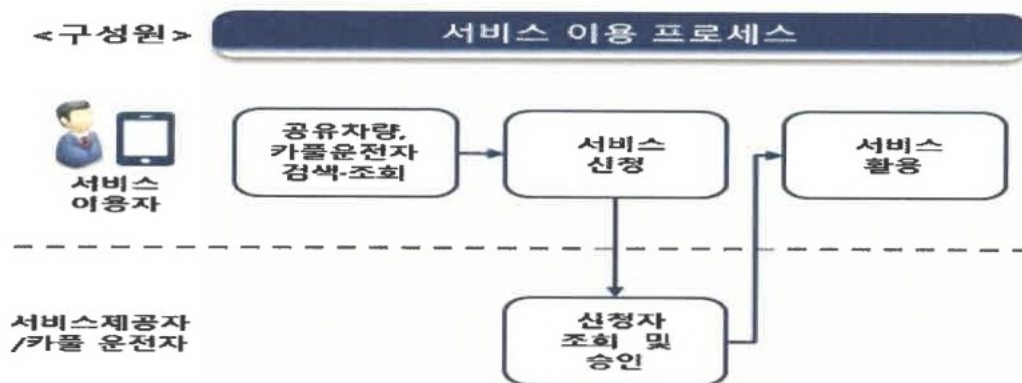 <구성원>
서비스 이용 프로세스
서비스
이용자
공유차량,
카풀운전자
검색·조회
서비스
신청
서비스
활용
서비스제공자
/카풀 운전자
신청자
조회 및
승인